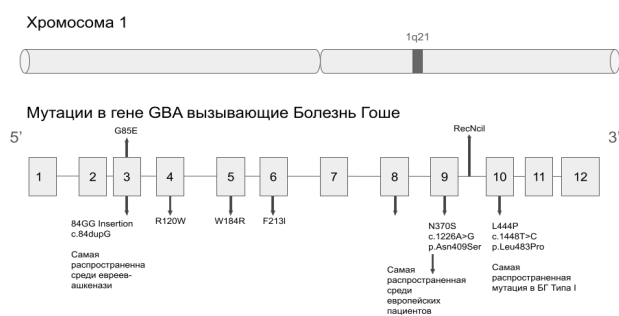 Хромосома 1
1q21
Мутации в гене GBA вызывающие Болезнь Гоше
5’
3’
G85E
RecNciI
1
2
3
4
5
6
7
8
9
10
11
12
84GG Insertion
c.84dupG
Самая
распространенна
среди евреев-
ашкенази
R120W
W184R
F213I
N370S
c.1226A>G
p.Asn409Ser
Самая
распространенная
среди
европейских
пациентов
L444P
c.1448T>C
p.Leu483Pro
Самая
распространенная
мутация в БГ Типа I